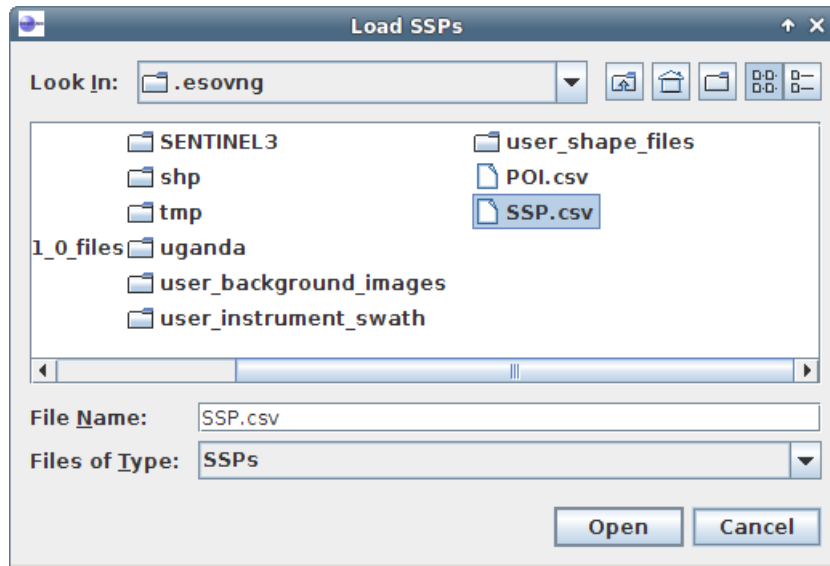 Load SSPs
Look In: .esovng
SENTINEL3 user_shape_files
shp POI.csv
tmp SSP.csv
1_0_files uganda
user_background_images
user_instrument_swath
File Name: SSP.csv
Files of Type: SSPs
Open Cancel